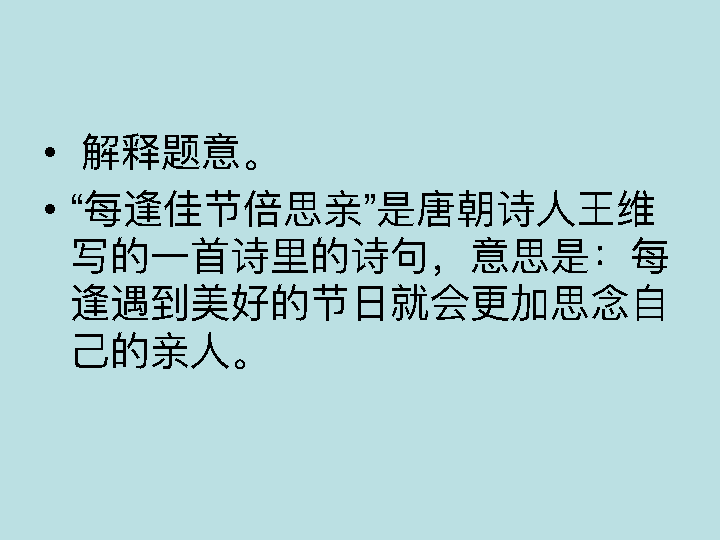 • 解释题意。
• “每逢佳节倍思亲”是唐朝诗人王维
写的一首诗里的诗句，意思是：每
逢遇到美好的节日就会更加思念自
己的亲人。